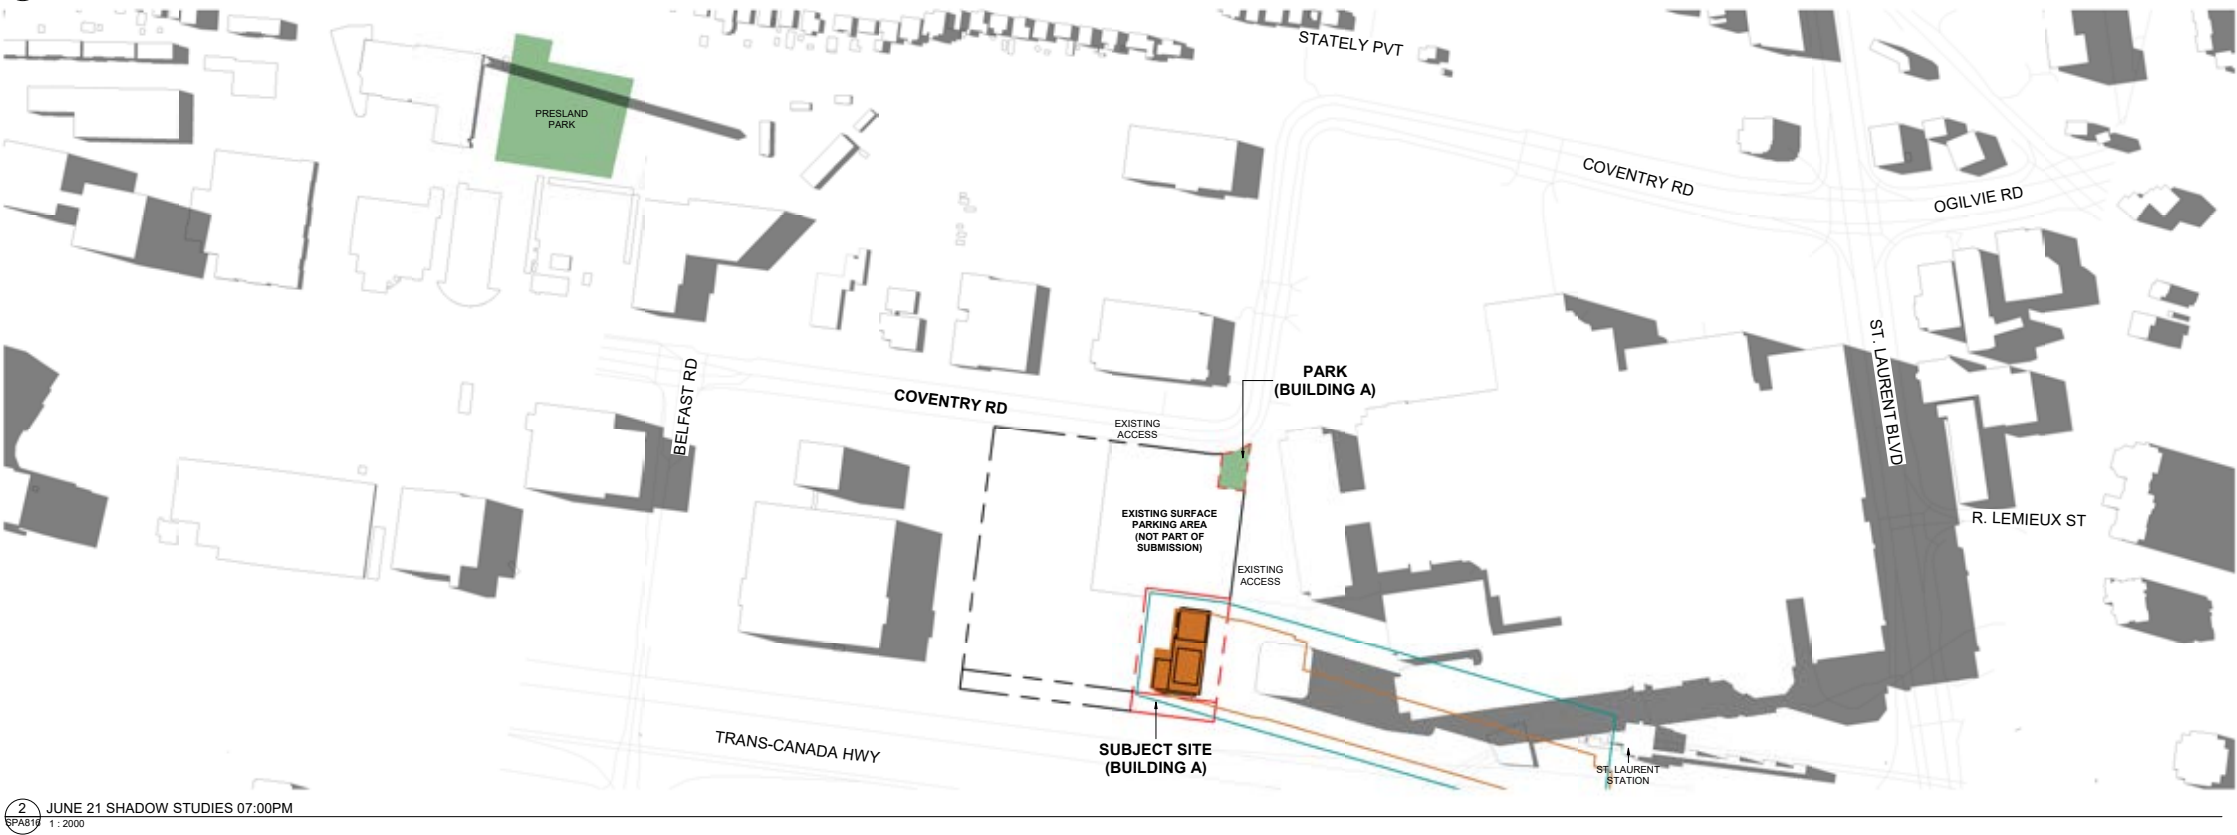 STATELY PVT
PRESLAND
PARK
COVENTRY RD
OGILVIE RD
ST. LAURENT BLVD
BELFAST RD
PARK
(BUILDING A)
COVENTRY RD
EXISTING
ACCESS
EXISTING SURFACE
PARKING AREA
(NOT PART OF
SUBMISSION)
R. LEMIEUX ST
EXISTING
ACCESS
TRANS-CANADA HWY
SUBJECT SITE
(BUILDING A)
ST. LAURENT
STATION
2
SPA816
JUNE 21 SHADOW STUDIES 07:00PM
1 : 2000